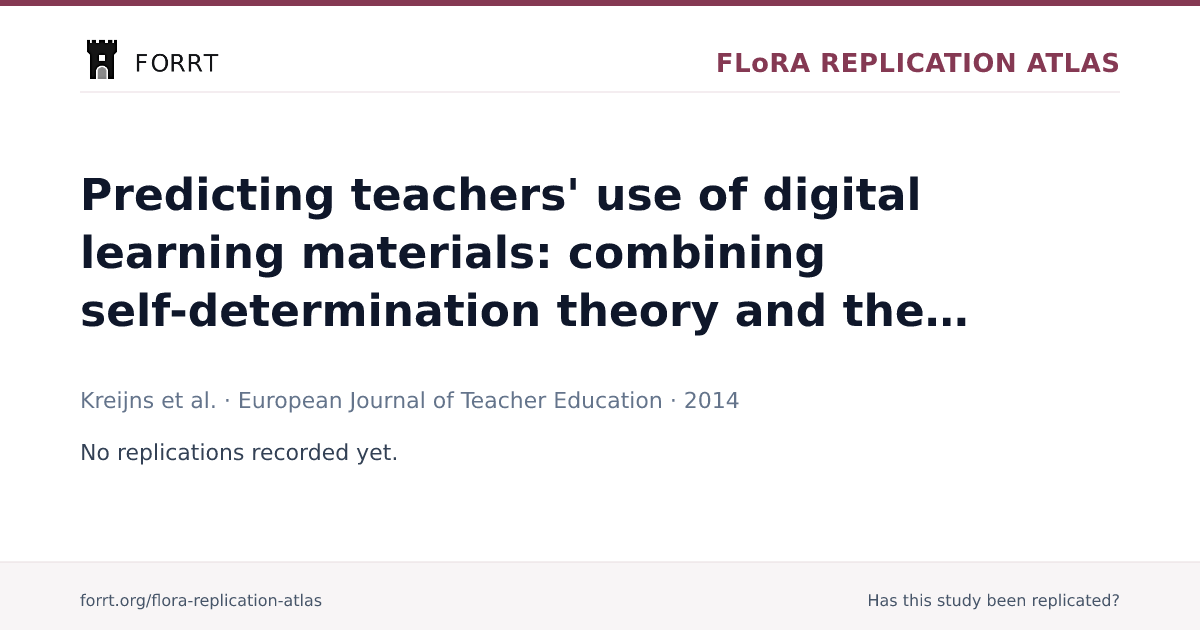 FORRT
FLoRA REPLICATION ATLAS
Predicting teachers' use of digital
learning materials: combining
self-determination theory and the…
Kreijns et al. · European Journal of Teacher Education · 2014
No replications recorded yet.
forrt.org/flora-replication-atlas
Has this study been replicated?